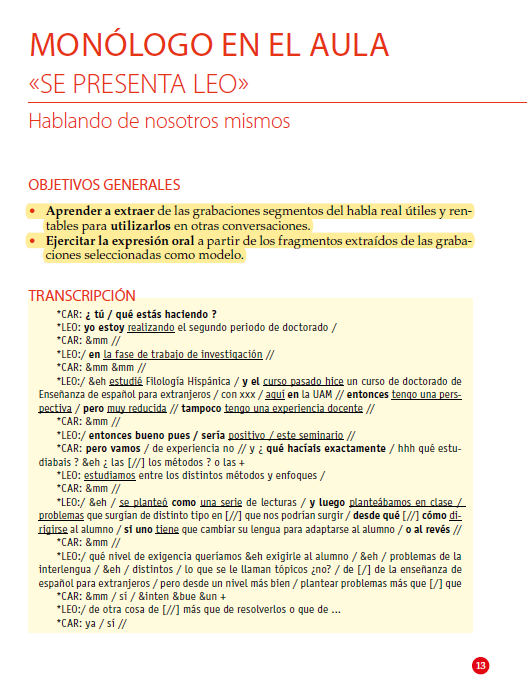 MONÓLOGO EN EL AULA
«SE PRESENTA LEO»
Hablando de nosotros mismos
OBJETIVOS GENERALES
• Aprender a extraer de las grabaciones segmentos del habla real útiles y ren-
tables para utilizarlos en otras conversaciones.
• Ejercitar la expresión oral a partir de los fragmentos extraídos de las graba-
ciones seleccionadas como modelo.
TRANSCRIPCIÓN
*CAR: ¿ tú / qué estás haciendo ?
*LEO: yo estoy realizando el segundo periodo de doctorado /
*CAR: &mm //
*LEO:/ en la fase de trabajo de investigación //
*CAR: &mm &mm //
*LEO:/ &eh estudié Filología Hispánica / y el curso pasado hice un curso de doctorado de
Enseñanza de español para extranjeros / con xxx / aquí en la UAM // entonces tengo una pers-
pectiva / pero muy reducida // tampoco tengo una experiencia docente //
*CAR: &mm //
*LEO:/ entonces bueno pues / sería positivo / este seminario //
*CAR: pero vamos / de experiencia no // y ¿ qué hacíais exactamente / hhh qué estu-
diabais ? &eh ¿ las [//] los métodos ? o las +
*LEO: estudiamos entre los distintos métodos y enfoques /
*CAR: &mm //
*LEO:/ &eh / se planteó como una serie de lecturas / y luego planteábamos en clase /
problemas que surgían de distinto tipo en [//] que nos podrían surgir / desde qué [//] cómo di-
rigirse al alumno / si uno tiene que cambiar su lengua para adaptarse al alumno / o al revés //
*CAR: &mm //
*LEO:/ qué nivel de exigencia queríamos &eh exigirle al alumno / &eh / problemas de la
interlengua / &eh / distintos / lo que se le llaman tópicos ¿no? / de [/] de la enseñanza de
español para extranjeros / pero desde un nivel más bien / plantear problemas más que [/] que
*CAR: &mm / sí / &inten &bue &un +
*LEO:/ de otra cosa de [//] más que de resolverlos o que de ...
*CAR: ya / sí //
13